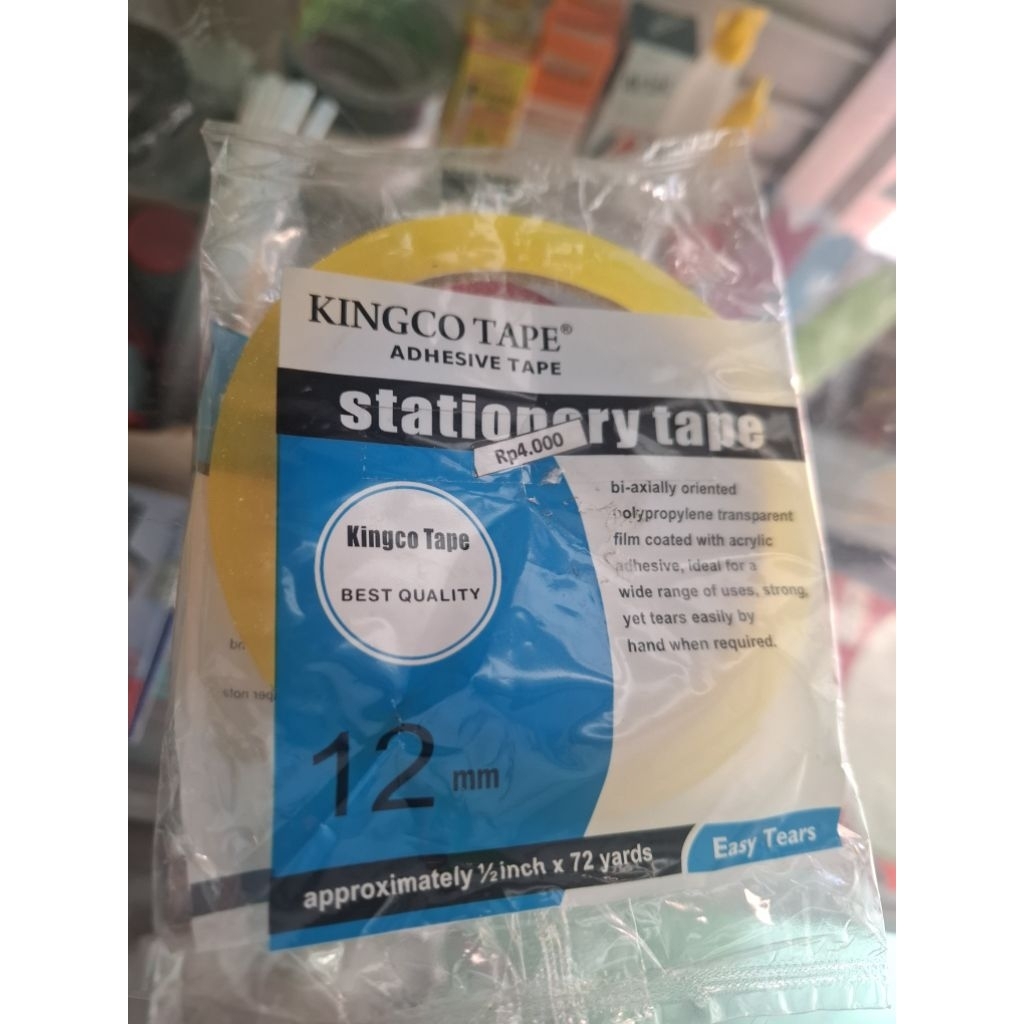 KINGCO TAPE®
ADHESIVE TAPE
stationery tape
Rp4.000
bi-axially oriented
polypropylene transparent
film coated with acrylic
adhesive, ideal for a
wide range of uses, strong,
yet tears easily by
hand when required.
Kingco Tape
BEST QUALITY
12 mm
Easy Tears
approximately ½inch x 72 yards